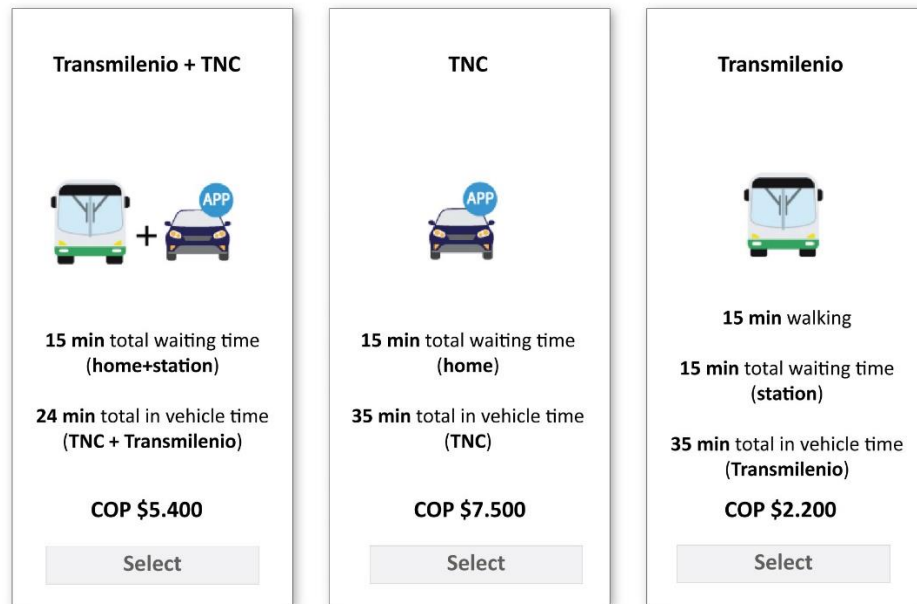 Transmilenio + TNC
APP
+
15 min total waiting time
(home+station)
24 min total in vehicle time
(TNC + Transmilenio)
COP $5.400
Select
TNC
APP
15 min total waiting time
(home)
35 min total in vehicle time
(TNC)
COP $7.500
Select
Transmilenio
15 min walking
15 min total waiting time
(station)
35 min total in vehicle time
(Transmilenio)
COP $2.200
Select